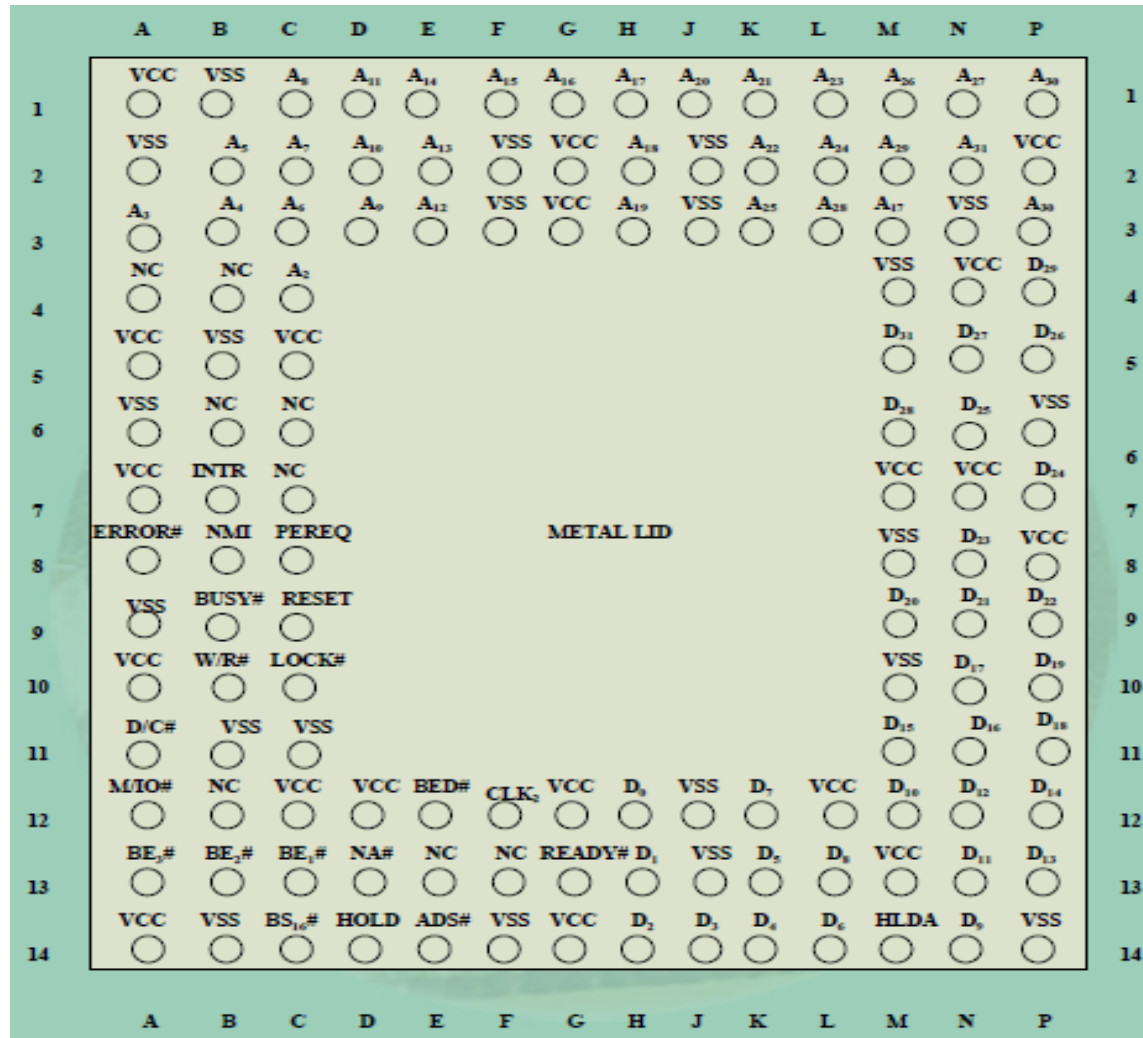 A B C D E F G H J K L M N P
VCC VSS A₈ A₁₁ A₁₄ A₁₅ A₁₆ A₁₇ A₂₀ A₂₁ A₂₃ A₂₆ A₂₇ A₃₀
1 1
VSS A₅ A₇ A₁₀ A₁₃ VSS VCC A₁₈ VSS A₂₂ A₂₄ A₂₉ A₃₁ VCC
2 2
A₃ A₄ A₆ A₉ A₁₂ VSS VCC A₁₉ VSS A₂₅ A₂₈ A₁₇ VSS A₃₀
3 3
NC NC A₂ VSS VCC D₂₉
4 4
VCC VSS VCC D₃₁ D₂₇ D₂₆
5 5
VSS NC NC D₂₈ D₂₅ VSS
6 6
VCC INTR NC VCC VCC D₂₄
7 7
ERROR# NMI PEREQ METAL LID VSS D₂₃ VCC
8 8
VSS BUSY# RESET D₂₀ D₂₁ D₂₂
9 9
VCC W/R# LOCK# VSS D₁₇ D₁₉
10 10
D/C# VSS VSS D₁₅ D₁₆ D₁₈
11 11
M/IO# NC VCC VCC BED# CLK₂ VCC D₀ VSS D₇ VCC D₁₀ D₁₂ D₁₄
12 12
BE₃# BE₂# BE₁# NA# NC NC READY# D₁ VSS D₅ D₈ VCC D₁₁ D₁₃
13 13
VCC VSS BS₁₆# HOLD ADS# VSS VCC D₂ D₃ D₄ D₆ HLDA D₉ VSS
14 14
A B C D E F G H J K L M N P